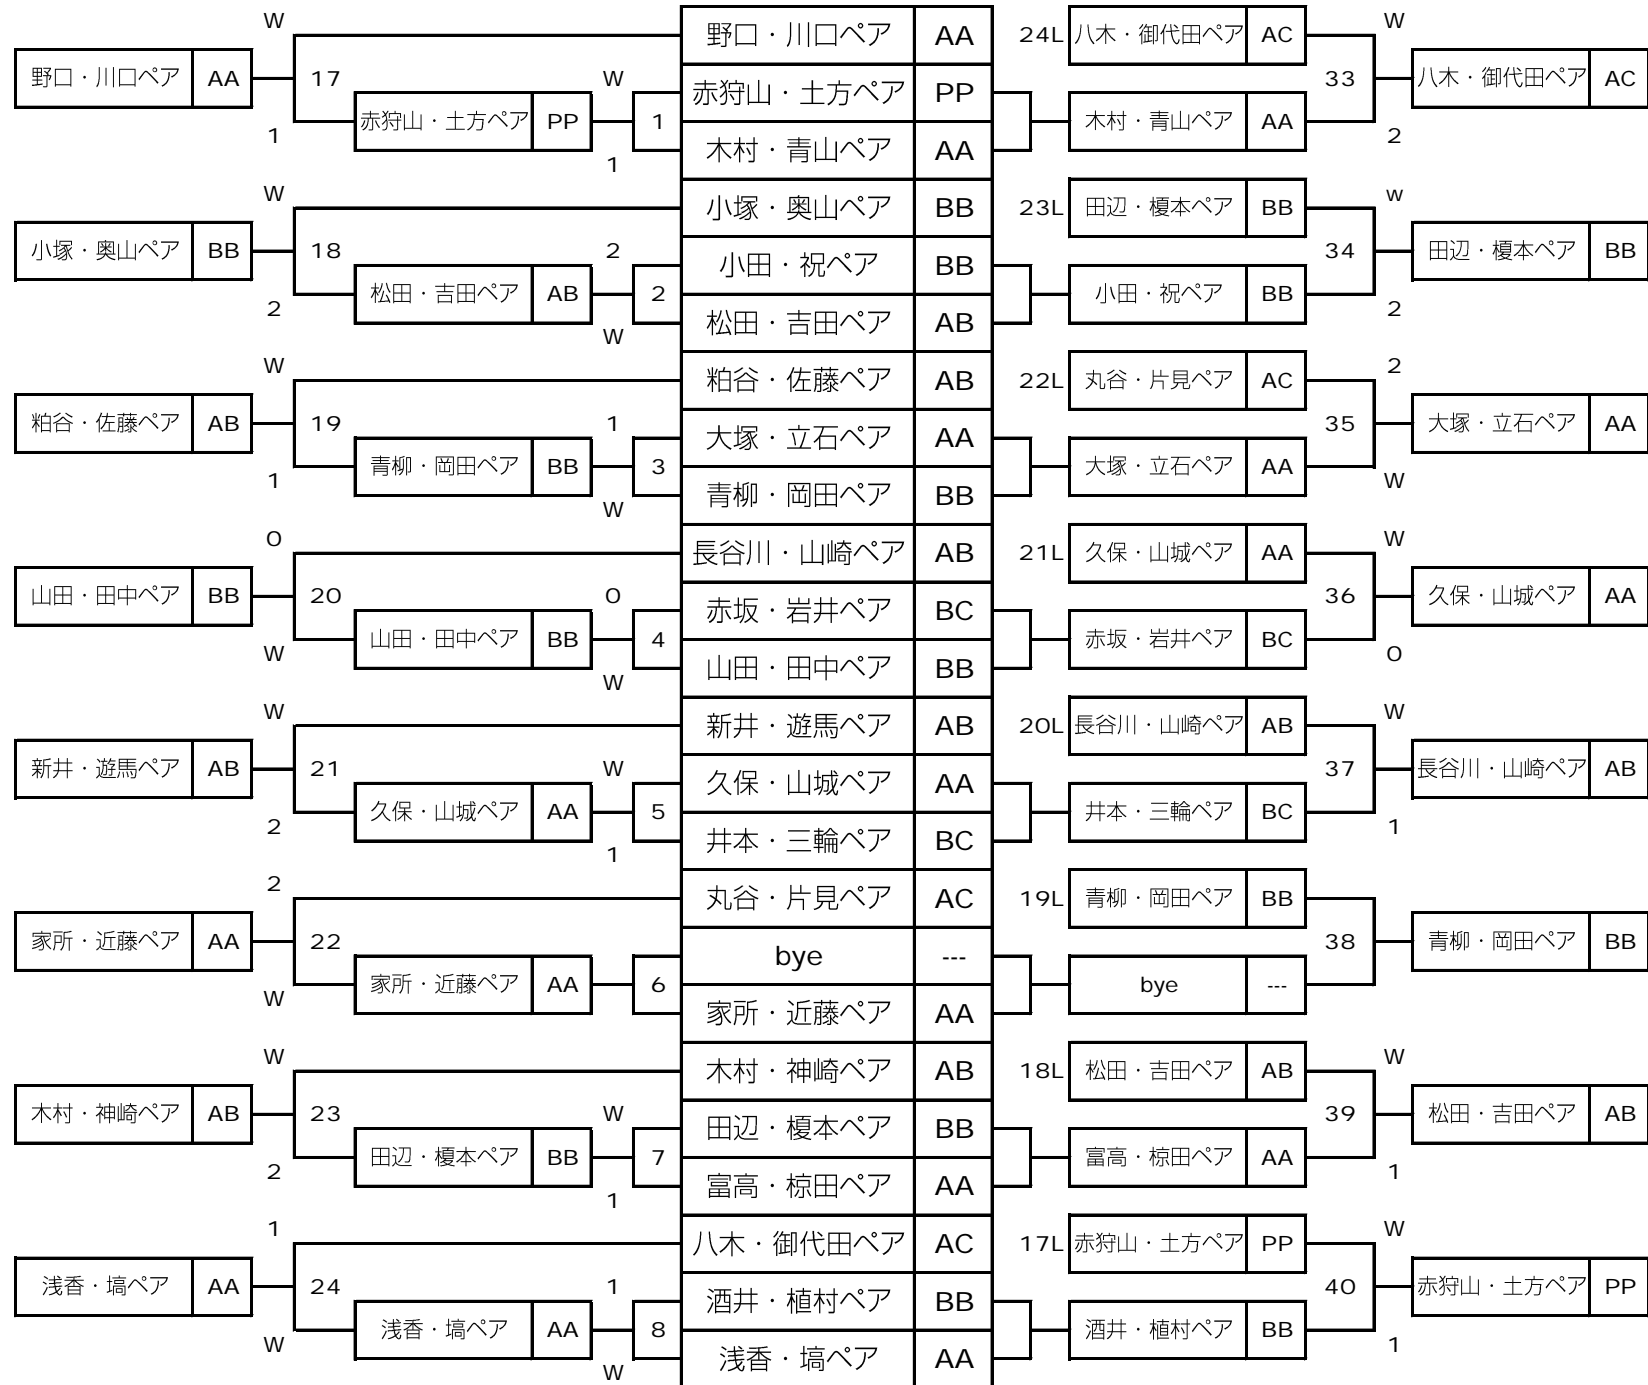 W 野口・川口ペア AA 24L 八木・御代田ペア AC W
野口・川口ペア AA 17 W 赤狩山・土方ペア PP 33 八木・御代田ペア AC
1 赤狩山・土方ペア PP 1 木村・青山ペア AA 木村・青山ペア AA 2
1
W 小塚・奥山ペア BB 23L 田辺・榎本ペア BB w
小塚・奥山ペア BB 18 2 小田・祝ペア BB 34 田辺・榎本ペア BB
2 松田・吉田ペア AB 2 松田・吉田ペア AB 小田・祝ペア BB 2
W
W 粕谷・佐藤ペア AB 22L 丸谷・片見ペア AC 2
粕谷・佐藤ペア AB 19 1 大塚・立石ペア AA 35 大塚・立石ペア AA
1 青柳・岡田ペア BB 3 青柳・岡田ペア BB 大塚・立石ペア AA W
W
0 長谷川・山崎ペア AB 21L 久保・山城ペア AA W
山田・田中ペア BB 20 0 赤坂・岩井ペア BC 36 久保・山城ペア AA
W 山田・田中ペア BB 4 山田・田中ペア BB 赤坂・岩井ペア BC 0
W
W 新井・遊馬ペア AB 20L 長谷川・山崎ペア AB W
新井・遊馬ペア AB 21 W 久保・山城ペア AA 37 長谷川・山崎ペア AB
2 久保・山城ペア AA 5 井本・三輪ペア BC 井本・三輪ペア BC 1
1
2 丸谷・片見ペア AC 19L 青柳・岡田ペア BB
家所・近藤ペア AA 22 bye --- 38 青柳・岡田ペア BB
W 家所・近藤ペア AA 6 家所・近藤ペア AA bye ---
W 木村・神崎ペア AB 18L 松田・吉田ペア AB W
木村・神崎ペア AB 23 W 田辺・榎本ペア BB 39 松田・吉田ペア AB
2 田辺・榎本ペア BB 7 富高・椋田ペア AA 富高・椋田ペア AA 1
1
1 八木・御代田ペア AC 17L 赤狩山・土方ペア PP W
浅香・塙ペア AA 24 1 酒井・植村ペア BB 40 赤狩山・土方ペア PP
W 浅香・塙ペア AA 8 浅香・塙ペア AA 酒井・植村ペア BB 1
W